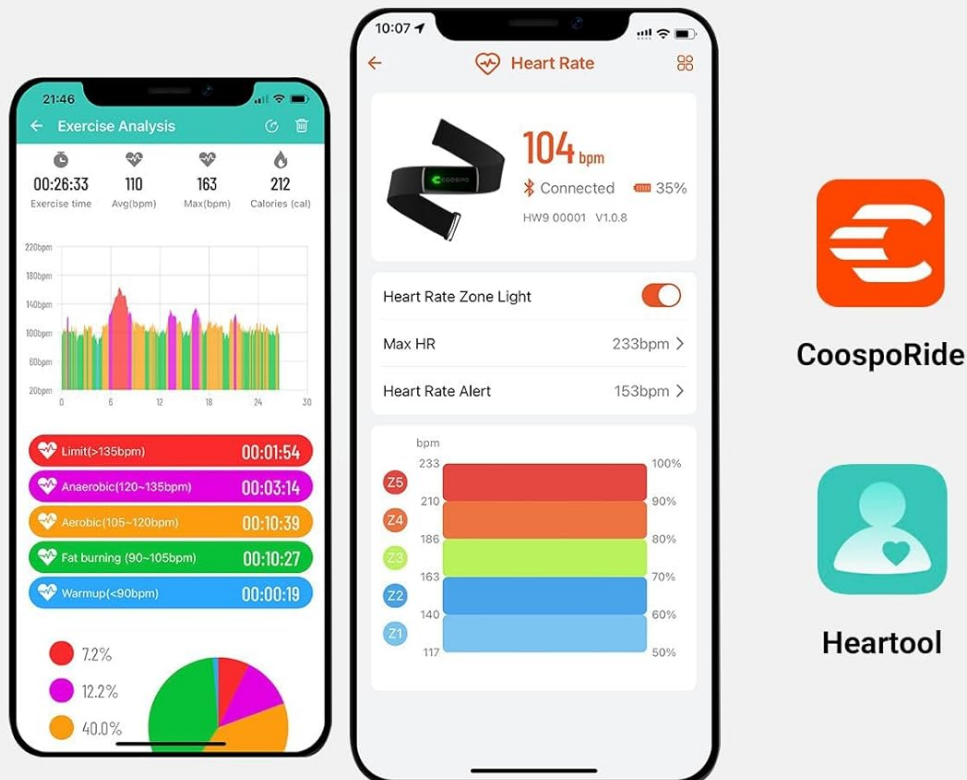 21:46
Exercise Analysis
00:26:33 110 163 212
Exercise time Avg(bpm) Max(bpm) Calories (cal)
220bpm
180bpm
140bpm
100bpm
60bpm
20bpm
0 6 12 18 24 30
Limit(>135bpm) 00:01:54
Anaerobic(120~135bpm) 00:03:14
Aerobic(105~120bpm) 00:10:39
Fat burning (90~105bpm) 00:10:27
Warmup(<90bpm) 00:00:19
7.2%
12.2%
40.0%
10:07
Heart Rate
COOSPO
104 bpm
Connected 35%
HW9 00001 V1.0.8
Heart Rate Zone Light
Max HR 233bpm
Heart Rate Alert 153bpm
bpm
233 100%
Z5
210 90%
Z4
186 80%
Z3
163 70%
Z2
140 60%
Z1
117 50%
CoospoRide
Heartool